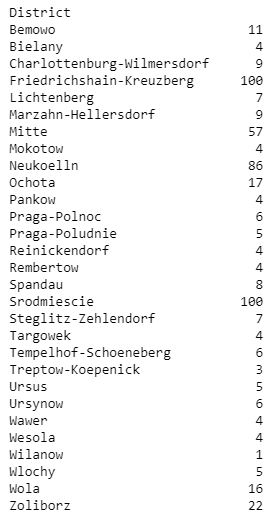 District
Bemowo 11
Bielany 4
Charlottenburg-Wilmersdorf 9
Friedrichshain-Kreuzberg 100
Lichtenberg 7
Marzahn-Hellersdorf 9
Mitte 57
Mokotow 4
Neukoelln 86
Ochota 17
Pankow 4
Praga-Polnoc 6
Praga-Poludnie 5
Reinickendorf 4
Rembertow 4
Spandau 8
Srodmiescie 100
Steglitz-Zehlendorf 7
Targowek 4
Tempelhof-Schoeneberg 6
Treptow-Koepenick 3
Ursus 5
Ursynow 6
Wawer 4
Wesola 4
Wilanow 1
Wlochy 5
Wola 16
Zoliborz 22